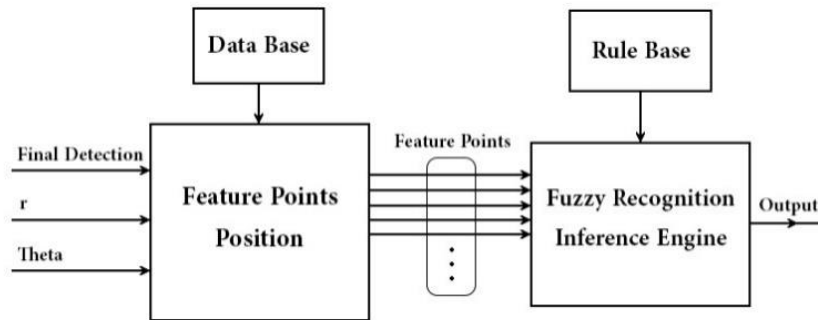 Data Base
Rule Base
Final Detection
r
Theta
Feature Points
Position
Feature Points
Fuzzy Recognition
Inference Engine
Output